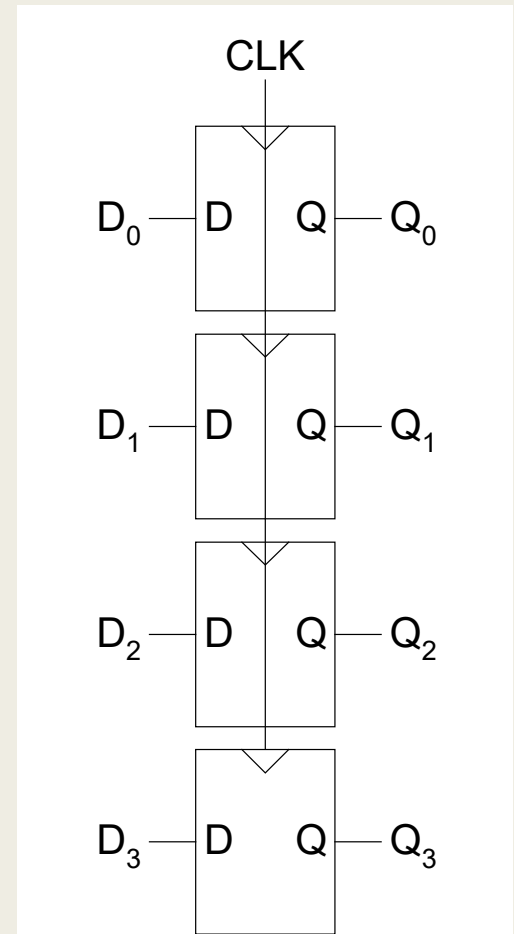 CLK
D₀ D Q Q₀
D₁ D Q Q₁
D₂ D Q Q₂
D₃ D Q Q₃